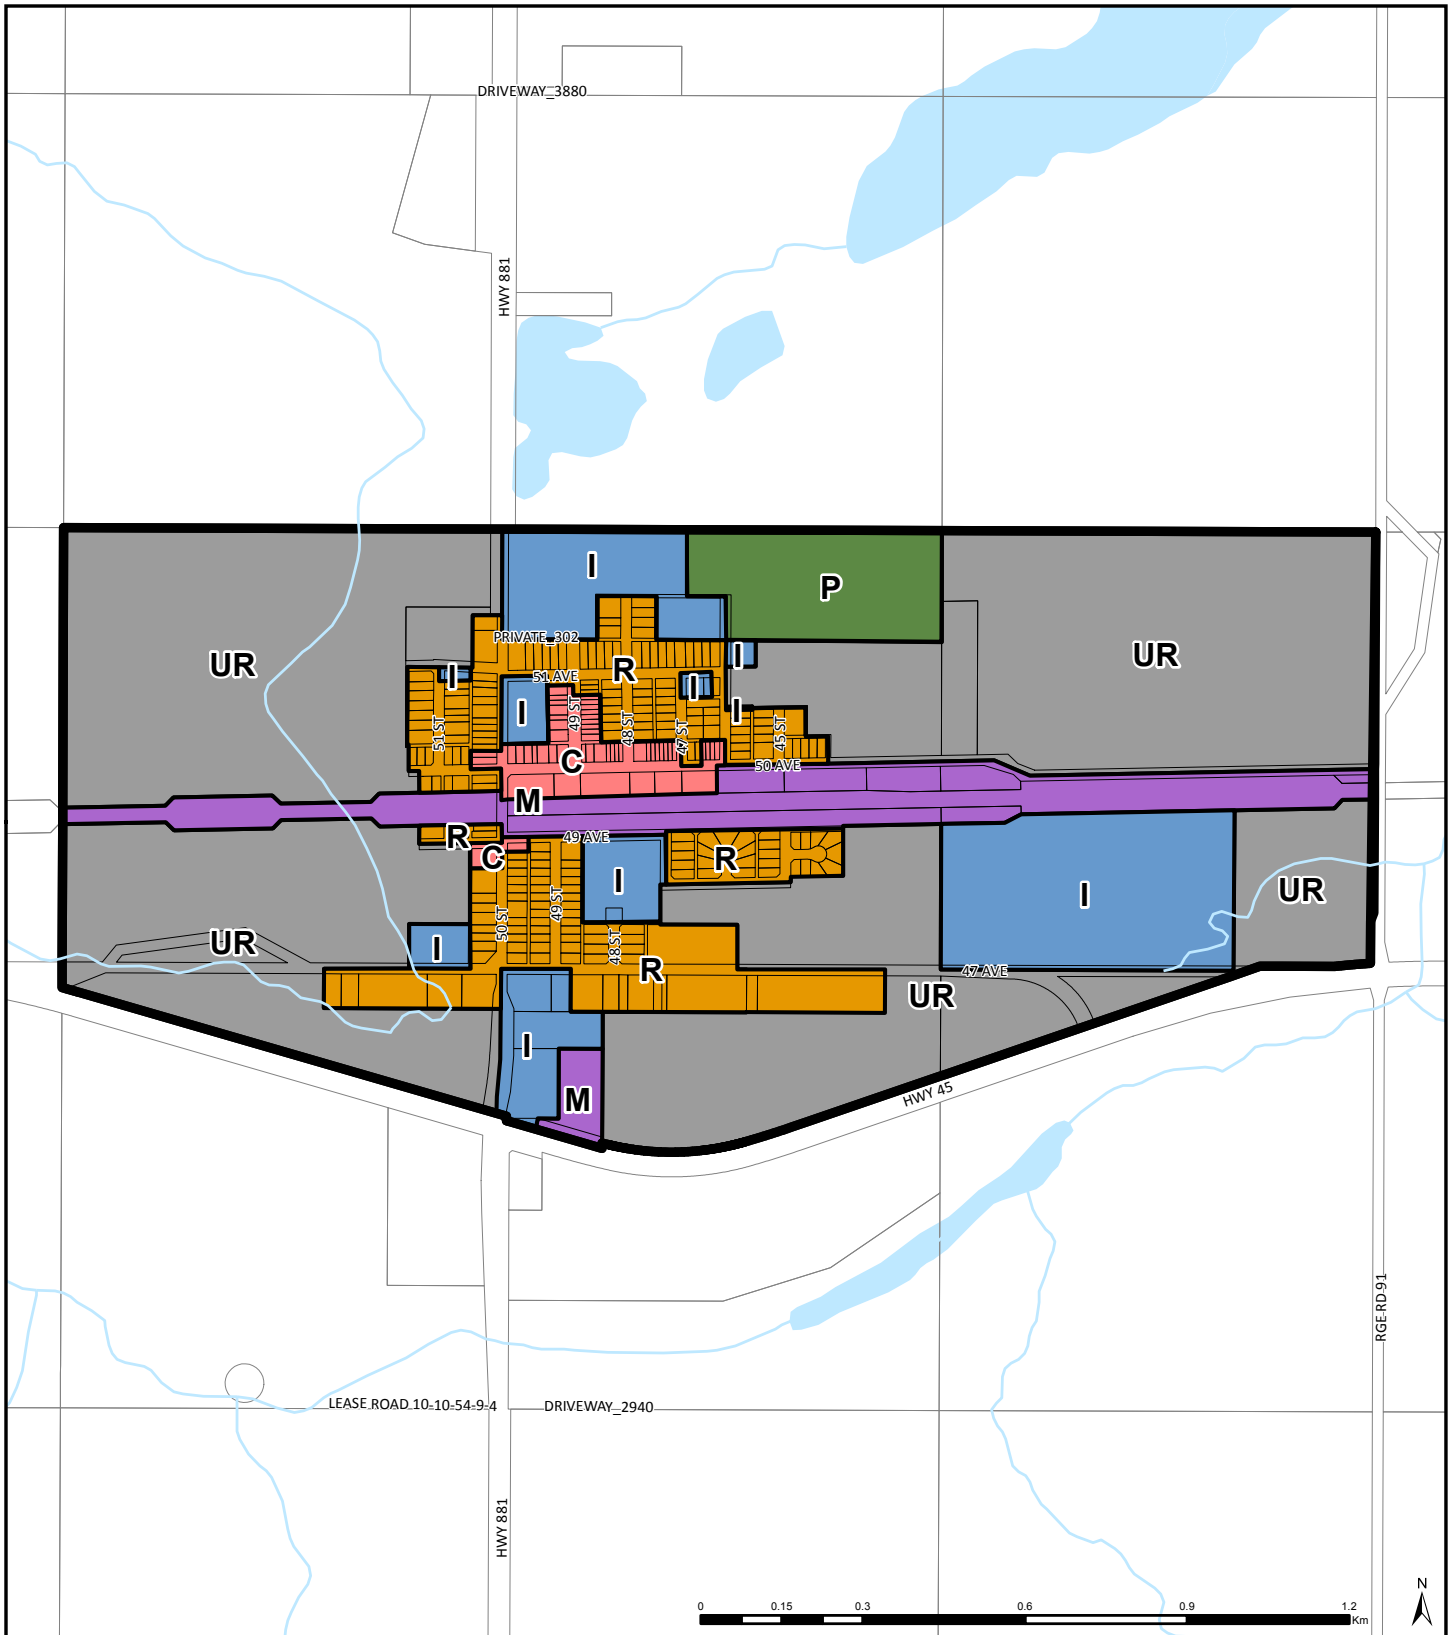 DRIVEWAY_3880
HWY 881
I
P
PRIVATE_302
UR
I
UR
R
I
51 AVE
I
I
I
49 ST
48 ST
47 ST
45 ST
51 ST
C
50 AVE
M
R
49 AVE
C
R
I
I
UR
50 ST
49 ST
48 ST
UR
I
R
47 AVE
UR
I
M
HWY 45
RGE RD 91
LEASE ROAD 10-10-54-9-4
DRIVEWAY_2940
HWY 881
N
0 0.15 0.3 0.6 0.9 1.2
Km